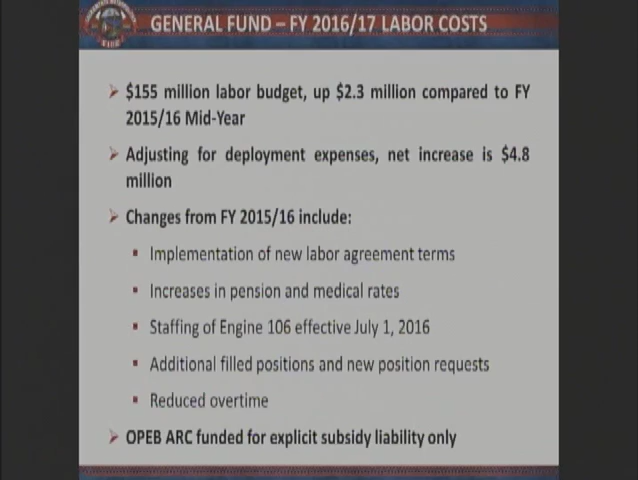 GENERAL FUND – FY 2016/17 LABOR COSTS
➢ $155 million labor budget, up $2.3 million compared to FY
2015/16 Mid-Year
➢ Adjusting for deployment expenses, net increase is $4.8
million
➢ Changes from FY 2015/16 include:
▪ Implementation of new labor agreement terms
▪ Increases in pension and medical rates
▪ Staffing of Engine 106 effective July 1, 2016
▪ Additional filled positions and new position requests
▪ Reduced overtime
➢ OPEB ARC funded for explicit subsidy liability only